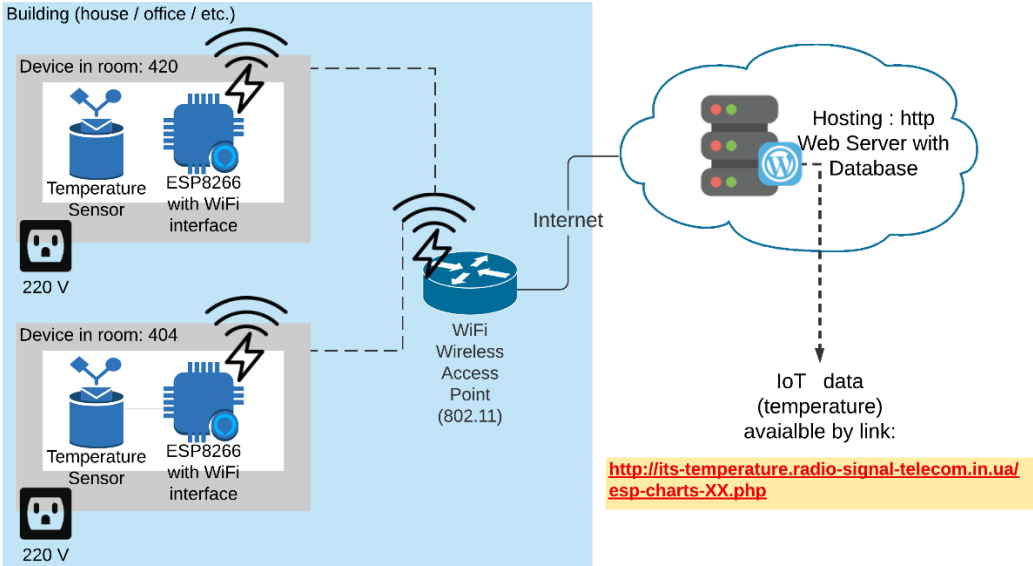 Building (house / office / etc.)
Device in room: 420
Temperature
Sensor
ESP8266
with WiFi
interface
220 V
Device in room: 404
Temperature
Sensor
ESP8266
with WiFi
interface
220 V
WiFi
Wireless
Access
Point
(802.11)
Internet
Hosting : http
Web Server with
Database
IoT data
(temperature)
avaialble by link:
http://its-temperature.radio-signal-telecom.in.ua/
esp-charts-XX.php